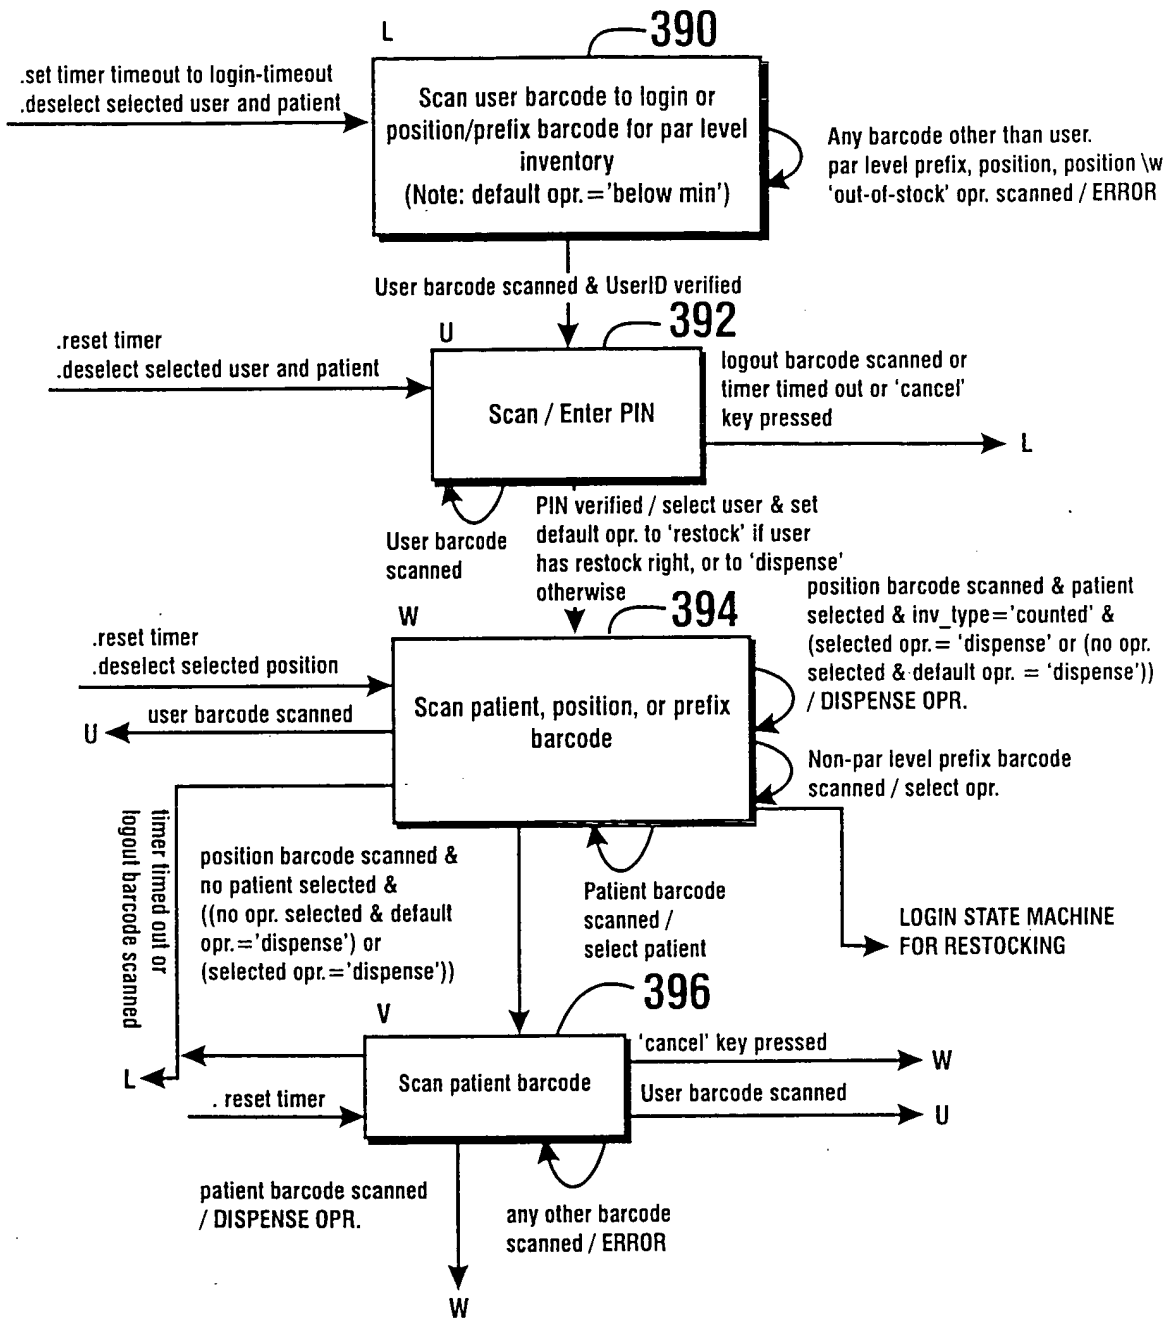 L
390
.set timer timeout to login-timeout
.deselect selected user and patient
Scan user barcode to login or
position/prefix barcode for par level
inventory
(Note: default opr.='below min')
Any barcode other than user.
par level prefix, position, position \w
'out-of-stock' opr. scanned / ERROR
User barcode scanned & UserID verified
U
392
.reset timer
.deselect selected user and patient
Scan / Enter PIN
logout barcode scanned or
timer timed out or 'cancel'
key pressed
L
User barcode
scanned
PIN verified / select user & set
default opr. to 'restock' if user
has restock right, or to 'dispense'
otherwise
W
394
.reset timer
.deselect selected position
Scan patient, position, or prefix
barcode
position barcode scanned & patient
selected & inv_type='counted' &
(selected opr.= 'dispense' or (no opr.
selected & default opr. = 'dispense'))
/ DISPENSE OPR.
user barcode scanned
U
Non-par level prefix barcode
scanned / select opr.
timer timed out or
logout barcode scanned
position barcode scanned &
no patient selected &
((no opr. selected & default
opr.='dispense') or
(selected opr.='dispense'))
Patient barcode
scanned /
select patient
LOGIN STATE MACHINE
FOR RESTOCKING
V
396
L
. reset timer
Scan patient barcode
'cancel' key pressed
W
User barcode scanned
U
patient barcode scanned
/ DISPENSE OPR.
any other barcode
scanned / ERROR
W